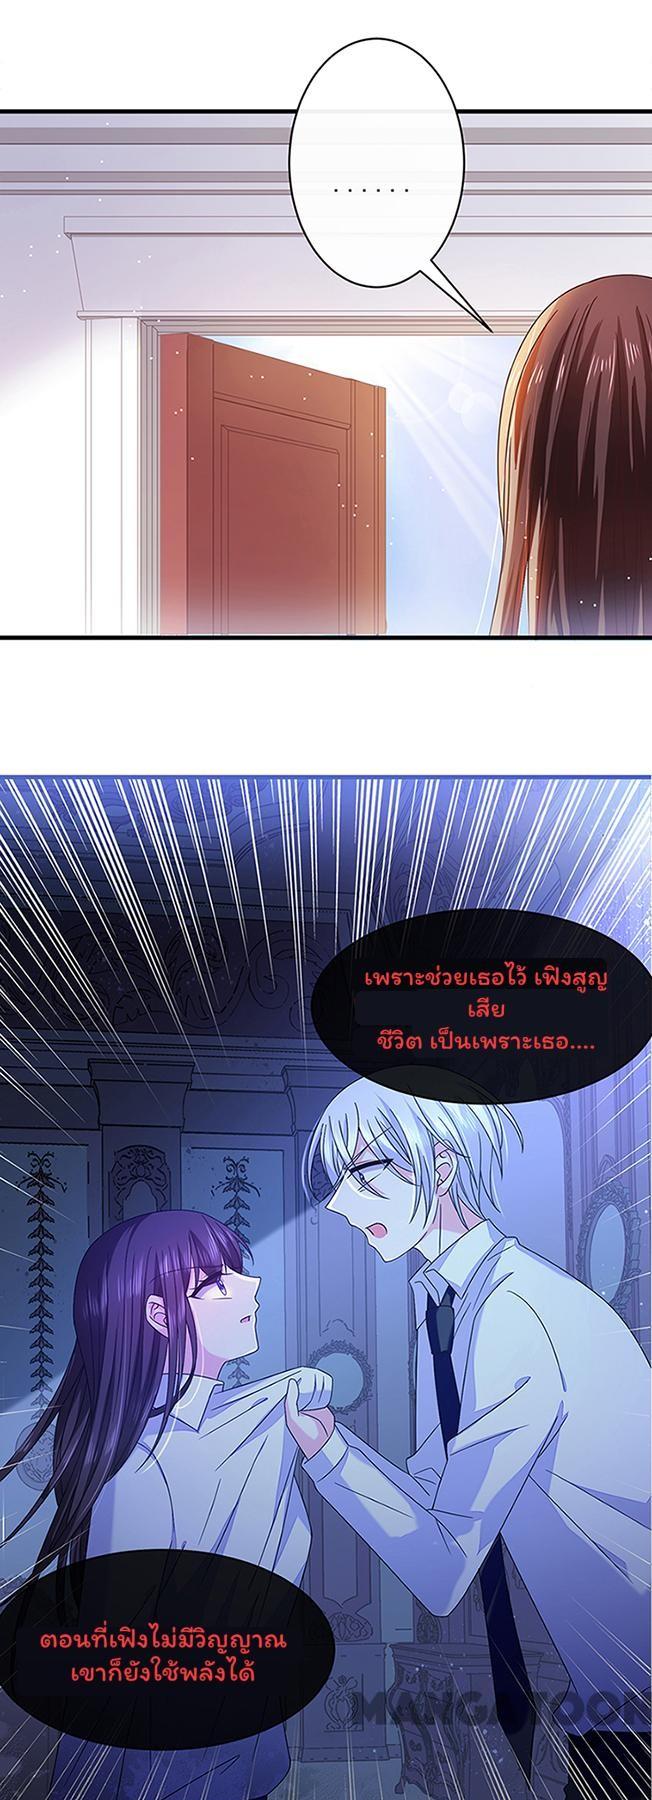 ......
เพราะช่วยเธอไว้ เฟิงสูญ
เสีย
ชีวิต เป็นเพราะเธอ....
ตอนที่เฟิงไม่มีวิญญาณ
เขาก็ยังใช้พลังได้
MANGATOON